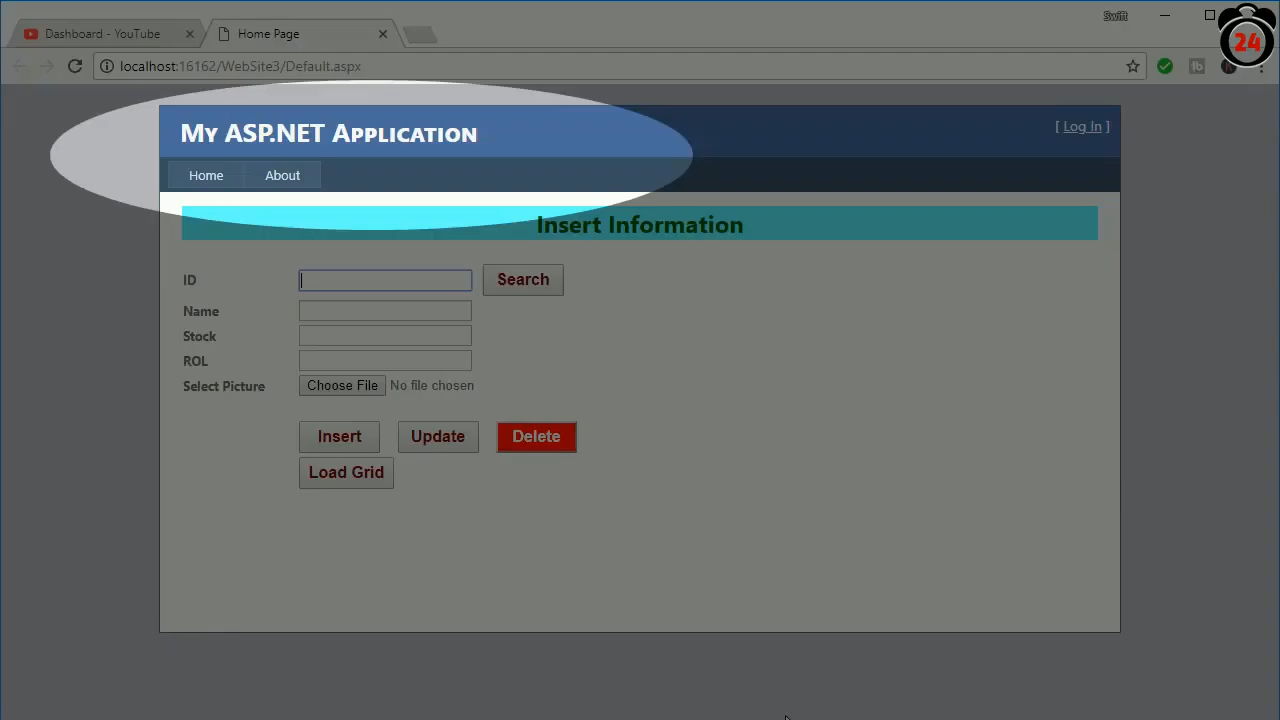 Swift
24
Dashboard - YouTube
Home Page
localhost:16162/WebSite3/Default.aspx
My ASP.NET Application
[ Log In ]
Home About
Insert Information
ID Search
Name
Stock
ROL
Select Picture Choose File No file chosen
Insert Update Delete
Load Grid